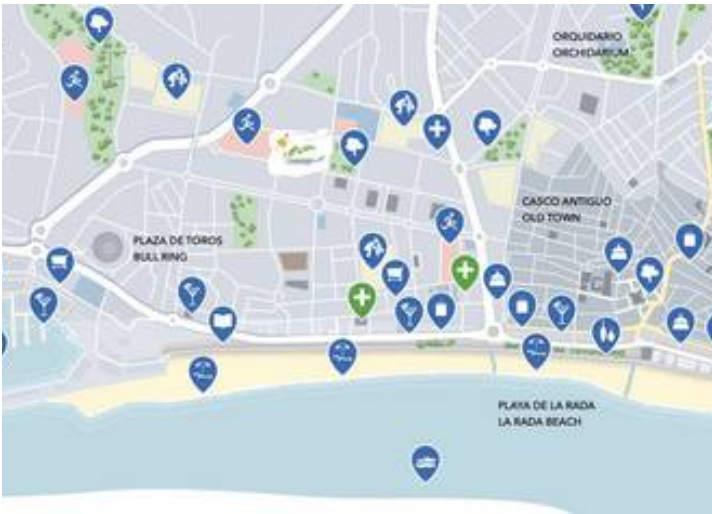 ORQUIDARIO
ORCHIDARIUM
CASCO ANTIGUO
OLD TOWN
PLAZA DE TOROS
BULL RING
PLAYA DE LA RADA
LA RADA BEACH